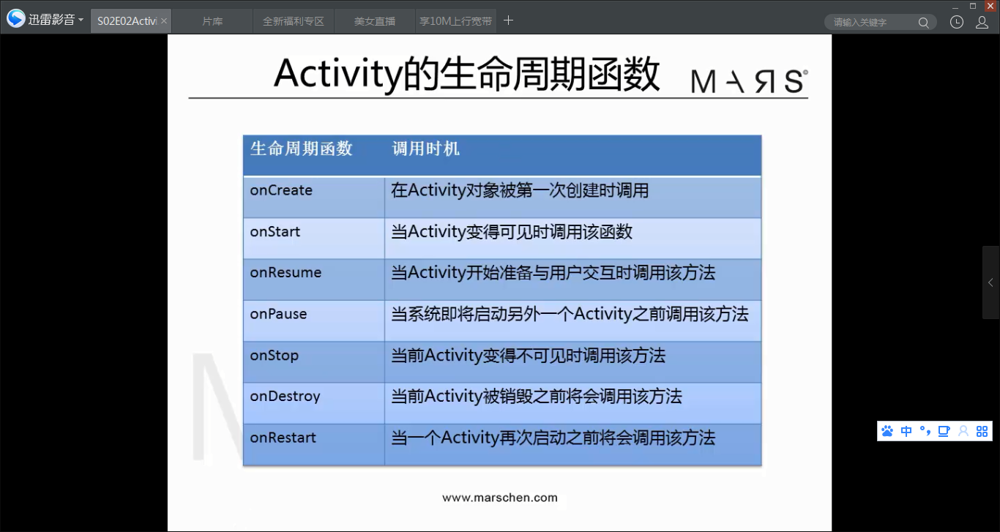 迅雷影音
S02E02Activi
片库
全新福利专区
美女直播
享10M上行宽带
请输入关键字
Activity的生命周期函数
MARS
生命周期函数 调用时机
onCreate 在Activity对象被第一次创建时调用
onStart 当Activity变得可见时调用该函数
onResume 当Activity开始准备与用户交互时调用该方法
onPause 当系统即将启动另外一个Activity之前调用该方法
onStop 当前Activity变得不可见时调用该方法
onDestroy 当前Activity被销毁之前将会调用该方法
onRestart 当一个Activity再次启动之前将会调用该方法
中
www.marschen.com